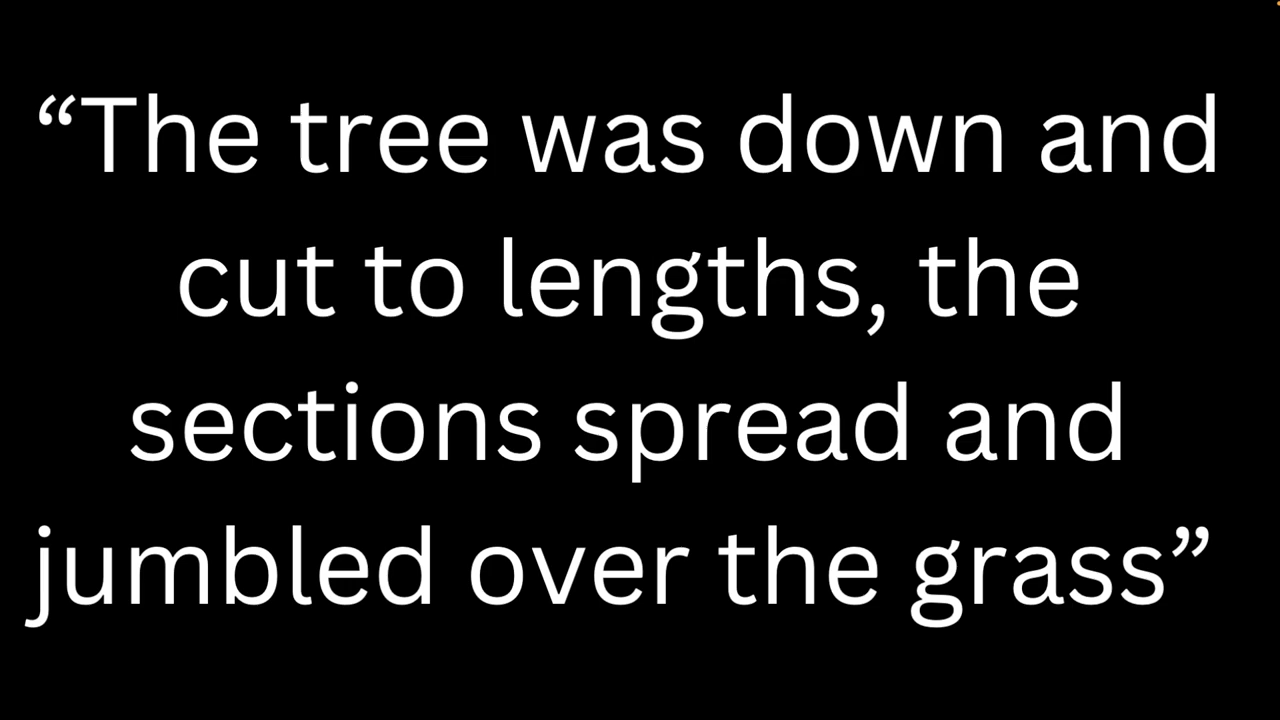 “The tree was down and
cut to lengths, the
sections spread and
jumbled over the grass”